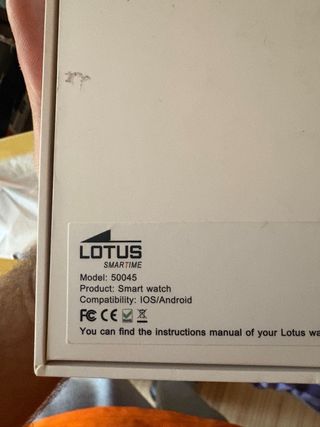 LOTUS
SMARTIME
Model: 50045
Product: Smart watch
Compatibility: IOS/Android
FC CE
You can find the instructions manual of your Lotus wa